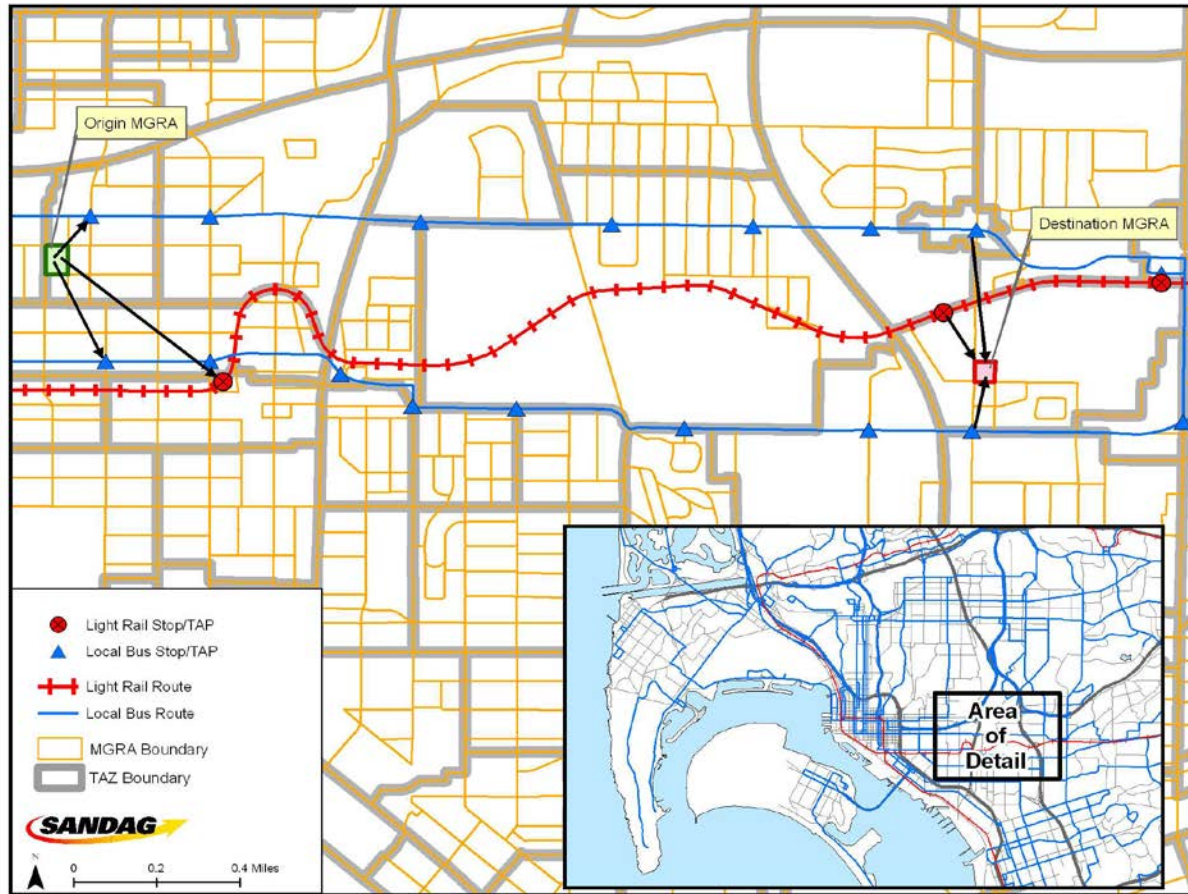 Origin MGRA
Destination MGRA
Light Rail Stop/TAP
Local Bus Stop/TAP
Light Rail Route
Local Bus Route
MGRA Boundary
TAZ Boundary
SANDAG
N
0 0.2 0.4 Miles
Area
of
Detail